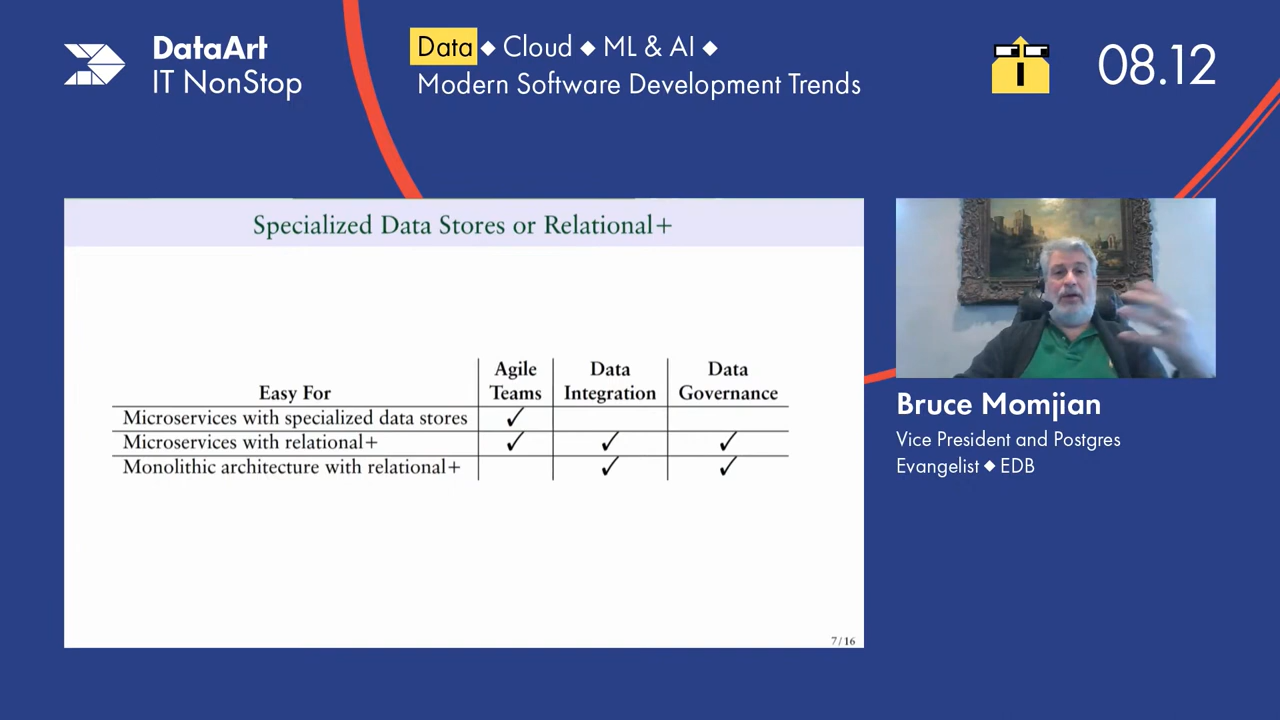 DataArt
IT NonStop
Data ◆ Cloud ◆ ML & AI ◆
Modern Software Development Trends
08.12
Specialized Data Stores or Relational+
Agile Data Data
Easy For Teams Integration Governance
Microservices with specialized data stores ✓
Microservices with relational+ ✓ ✓ ✓
Monolithic architecture with relational+ ✓ ✓
7/16
Bruce Momjian
Vice President and Postgres
Evangelist ◆ EDB